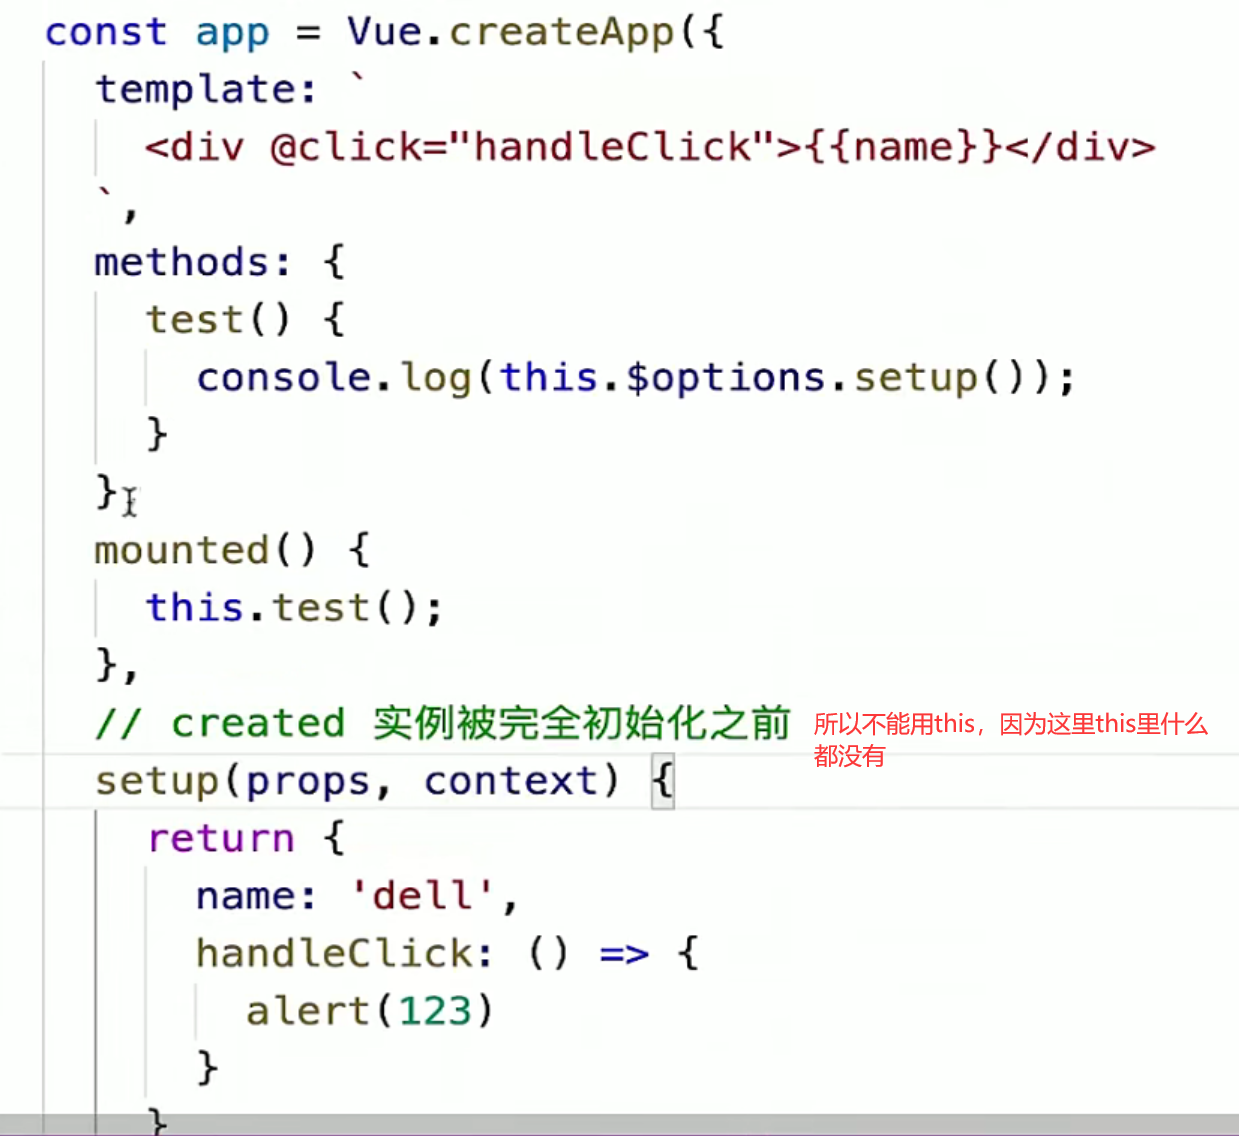 const app = Vue.createApp({
template: `
<div @click="handleClick">{{name}}</div>
`,
methods: {
test() {
console.log(this.$options.setup());
}
}
mounted() {
this.test();
},
// created 实例被完全初始化之前
所以不能用this，因为这里this里什么
都没有
setup(props, context) {
return {
name: 'dell',
handleClick: () => {
alert(123)
}
}